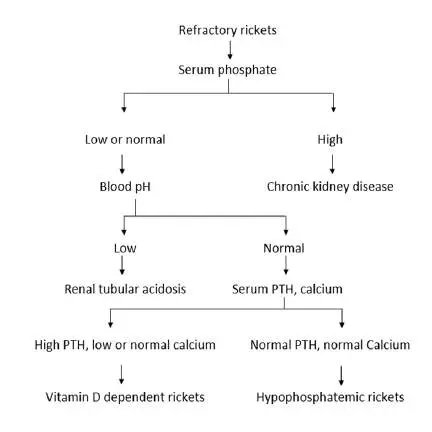 Refractory rickets
Serum phosphate
Low or normal
High
Blood pH
Chronic kidney disease
Low
Normal
Renal tubular acidosis
Serum PTH, calcium
High PTH, low or normal calcium
Normal PTH, normal Calcium
Vitamin D dependent rickets
Hypophosphatemic rickets